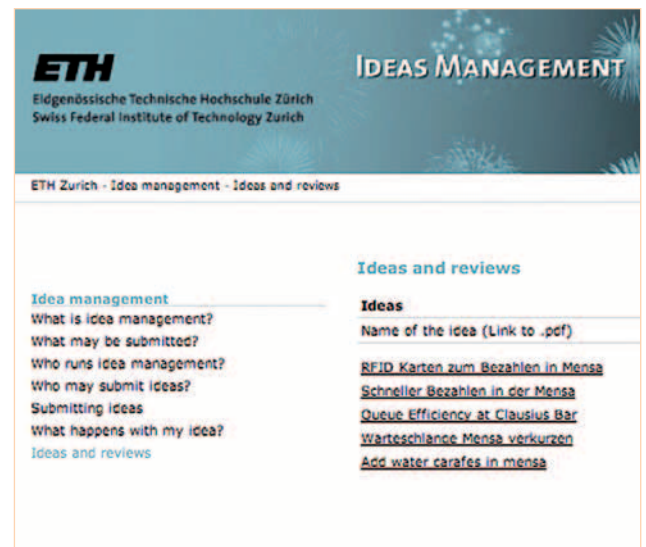 ETH
Eidgenössische Technische Hochschule Zürich
Swiss Federal Institute of Technology Zurich
IDEAS MANAGEMENT
ETH Zurich - Idea management - Ideas and reviews
Idea management
What is idea management?
What may be submitted?
Who runs idea management?
Who may submit ideas?
Submitting ideas
What happens with my idea?
Ideas and reviews
Ideas and reviews
Ideas
Name of the idea (Link to .pdf)
RFID Karten zum Bezahlen in Mensa
Schneller Bezahlen in der Mensa
Queue Efficiency at Clausius Bar
Warteschlange Mensa verkurzen
Add water carafes in mensa